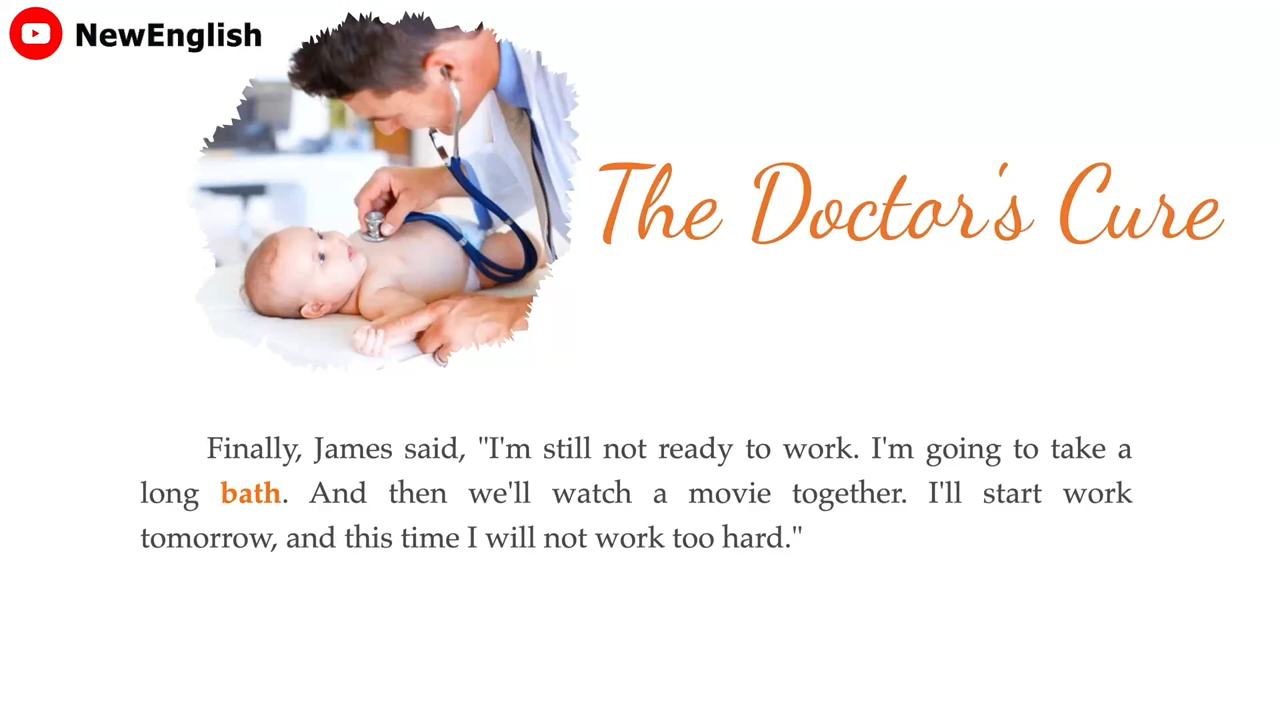 NewEnglish
The Doctor's Cure
Finally, James said, "I'm still not ready to work. I'm going to take a
long bath. And then we'll watch a movie together. I'll start work
tomorrow, and this time I will not work too hard."